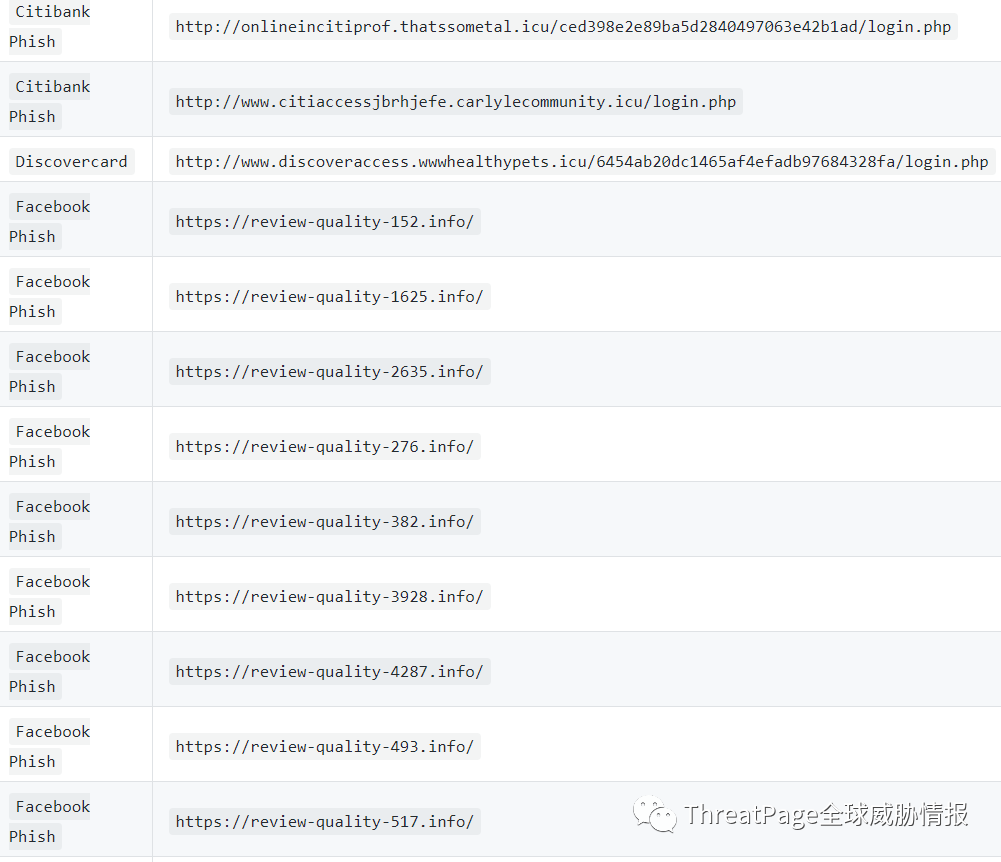 Citibank
Phish
http://onlineincitiprof.thatssometal.icu/ced398e2e89ba5d2840497063e42b1ad/login.php
Citibank
Phish
http://www.citiaccessjbrhjefe.carlylecommunity.icu/login.php
Discovercard
http://www.discoveraccess.wwwhealthypets.icu/6454ab20dc1465af4efadb97684328fa/login.php
Facebook
Phish
https://review-quality-152.info/
Facebook
Phish
https://review-quality-1625.info/
Facebook
Phish
https://review-quality-2635.info/
Facebook
Phish
https://review-quality-276.info/
Facebook
Phish
https://review-quality-382.info/
Facebook
Phish
https://review-quality-3928.info/
Facebook
Phish
https://review-quality-4287.info/
Facebook
Phish
https://review-quality-493.info/
Facebook
Phish
https://review-quality-517.info/
ThreatPage全球威胁情报